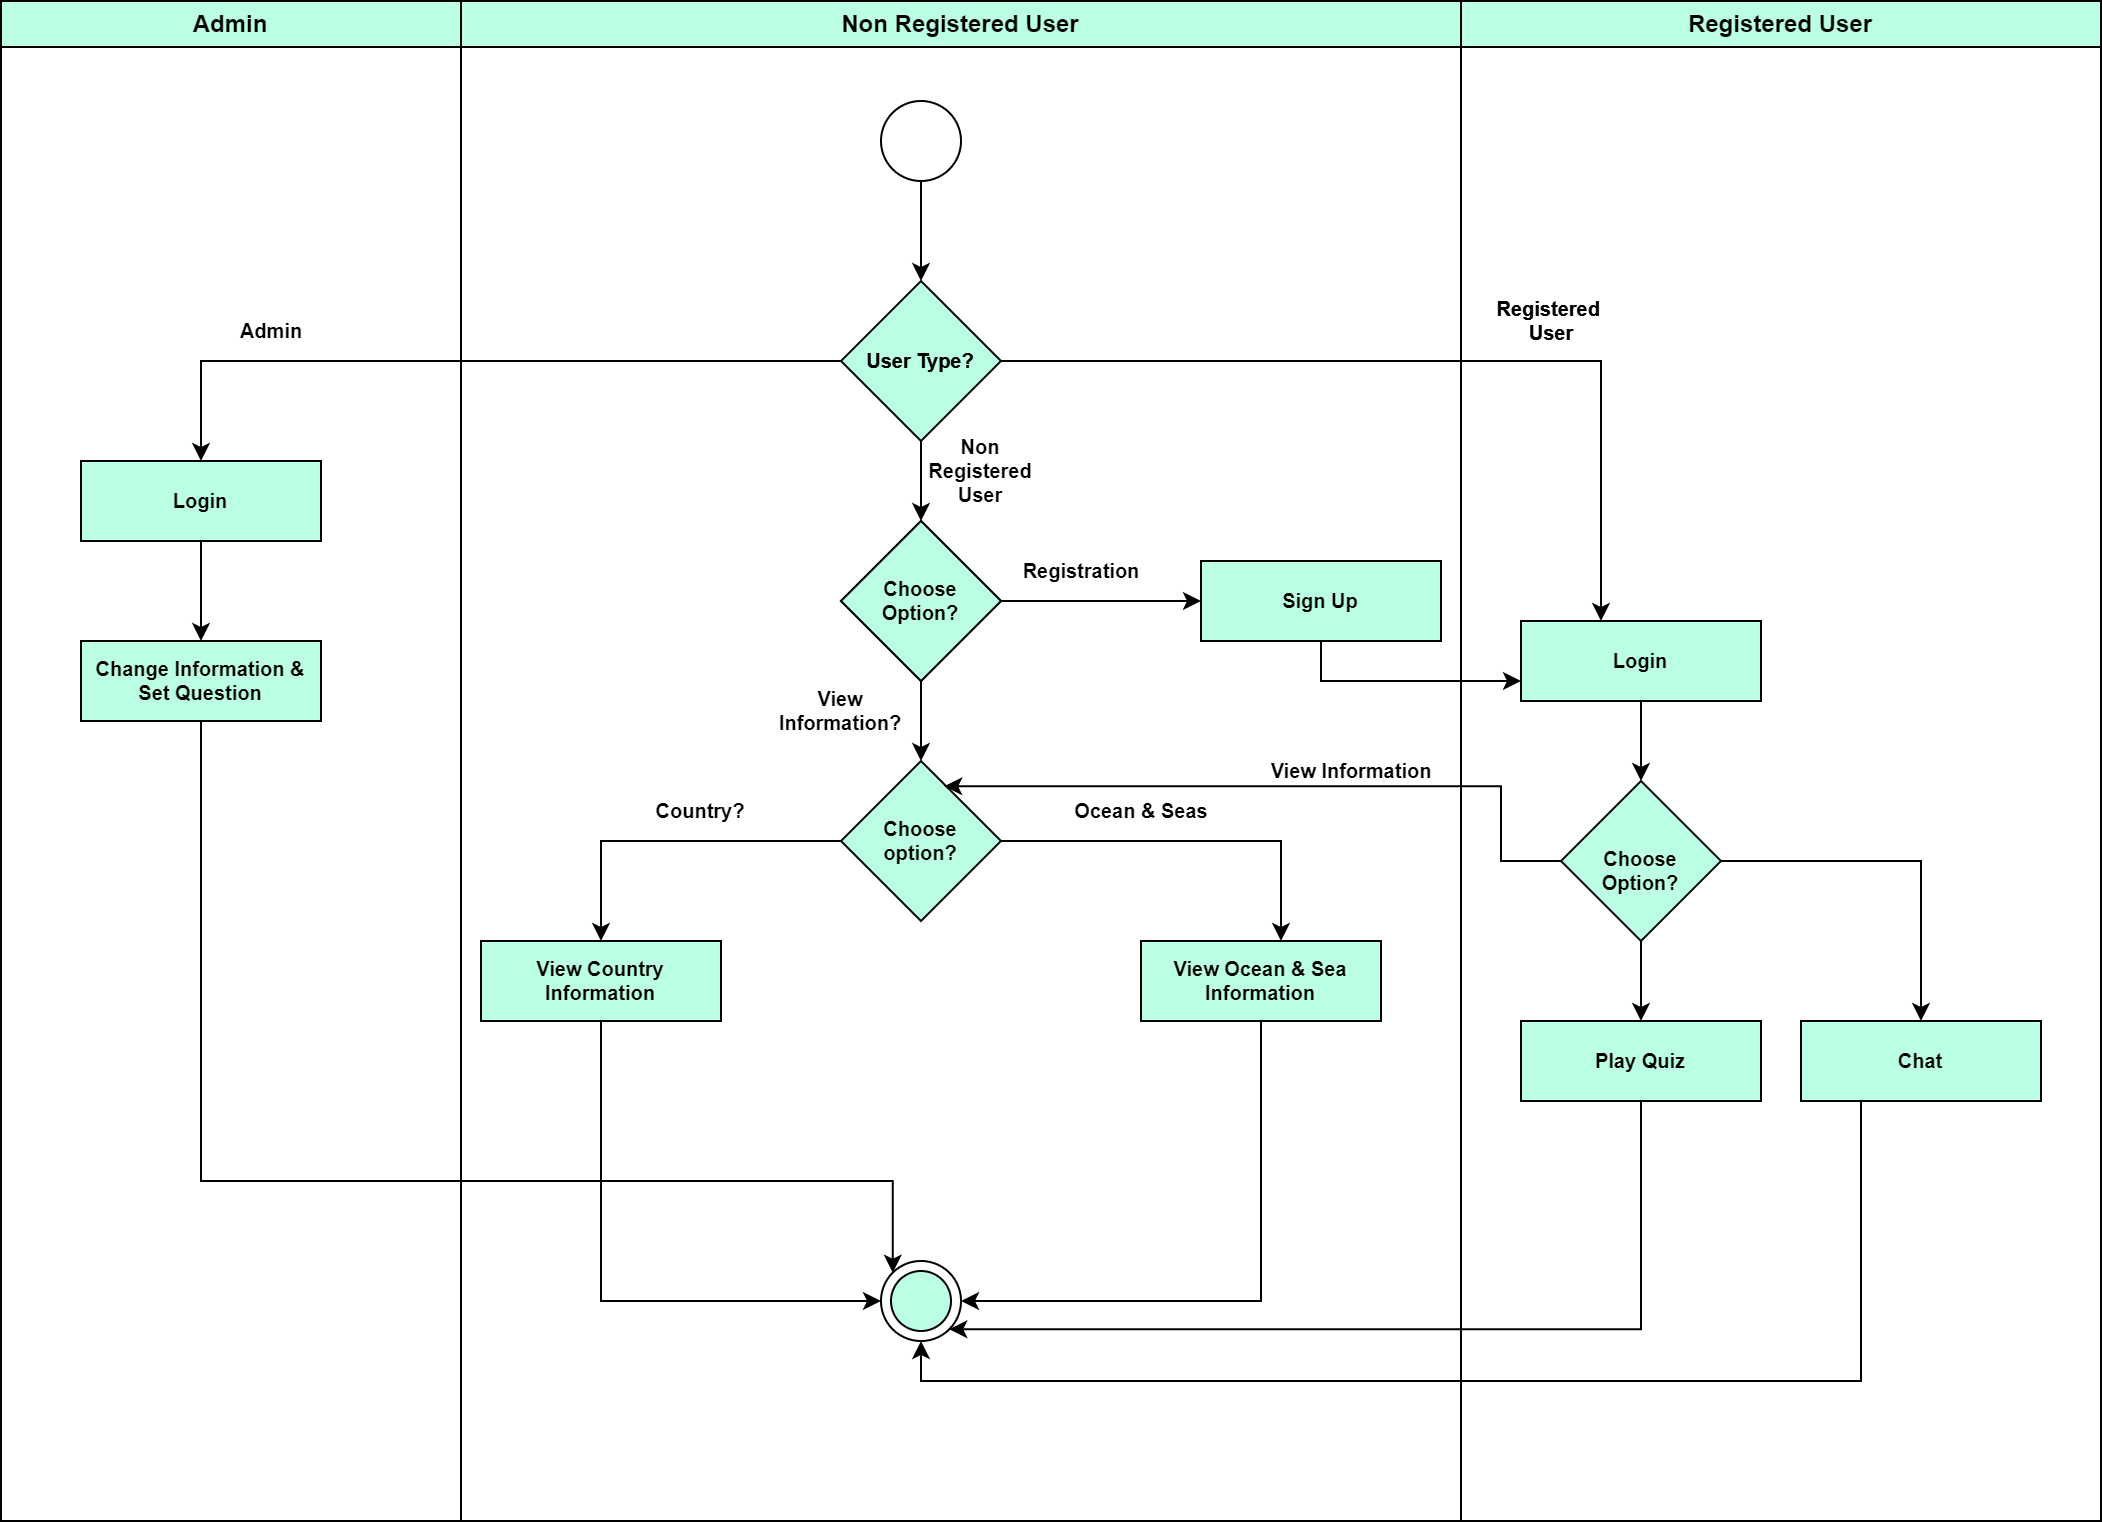 Admin
Non Registered User
Registered User
Admin
User Type?
Registered
User
Non
Registered
User
Login
Choose
Option?
Registration
Sign Up
Login
Change Information &
Set Question
View
Information?
View Information
Country?
Choose
option?
Ocean & Seas
Choose
Option?
View Country
Information
View Ocean & Sea
Information
Play Quiz
Chat